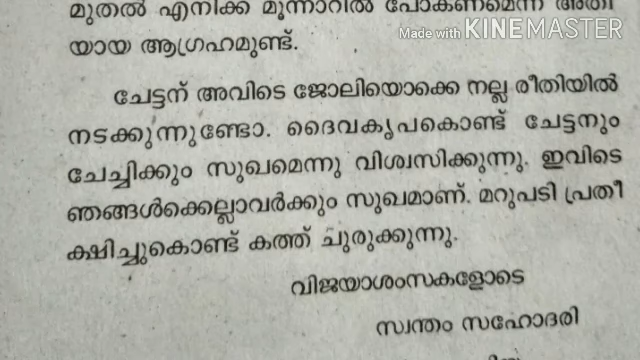 മുതൽ എനിക്ക് മൂന്നാറിൽ പോകണമെന്ന് അതി
Made with KINEMASTER
യായ ആഗ്രഹമുണ്ട്.
ചേട്ടന് അവിടെ ജോലിയൊക്കെ നല്ല രീതിയിൽ
നടക്കുന്നുണ്ടോ. ദൈവകൃപകൊണ്ട് ചേട്ടനും
ചേച്ചിക്കും സുഖമെന്നു വിശ്വസിക്കുന്നു. ഇവിടെ
ഞങ്ങൾക്കെല്ലാവർക്കും സുഖമാണ്. മറുപടി പ്രതീ
ക്ഷിച്ചുകൊണ്ട് കത്ത് ചുരുക്കുന്നു.
വിജയാശംസകളോടെ
സ്വന്തം സഹോദരി